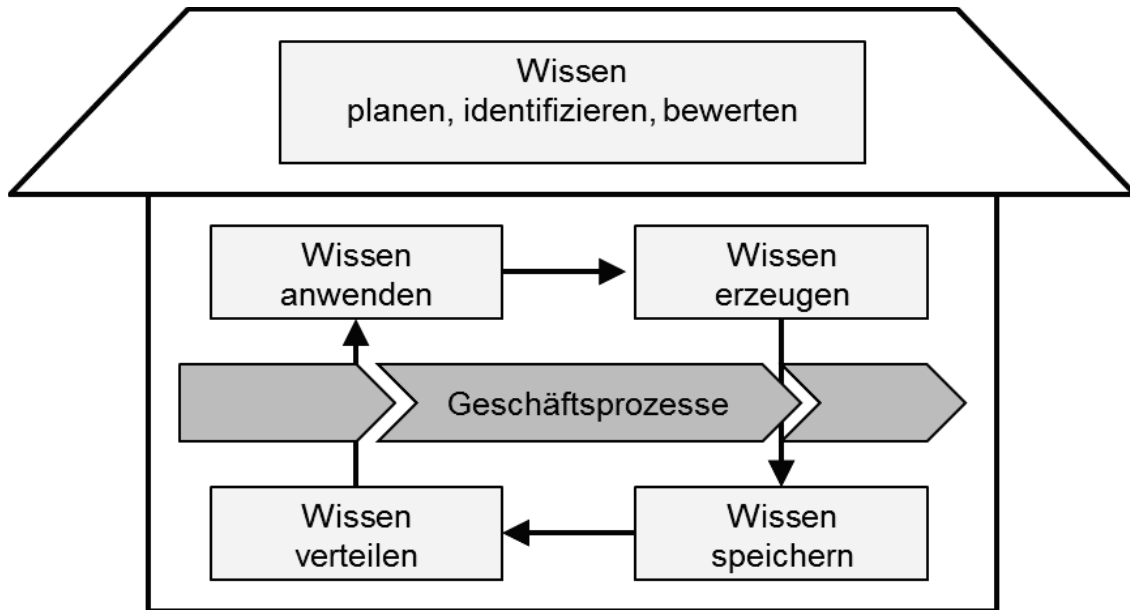 Wissen
planen, identifizieren, bewerten
Wissen
anwenden
Wissen
erzeugen
Geschäftsprozesse
Wissen
verteilen
Wissen
speichern